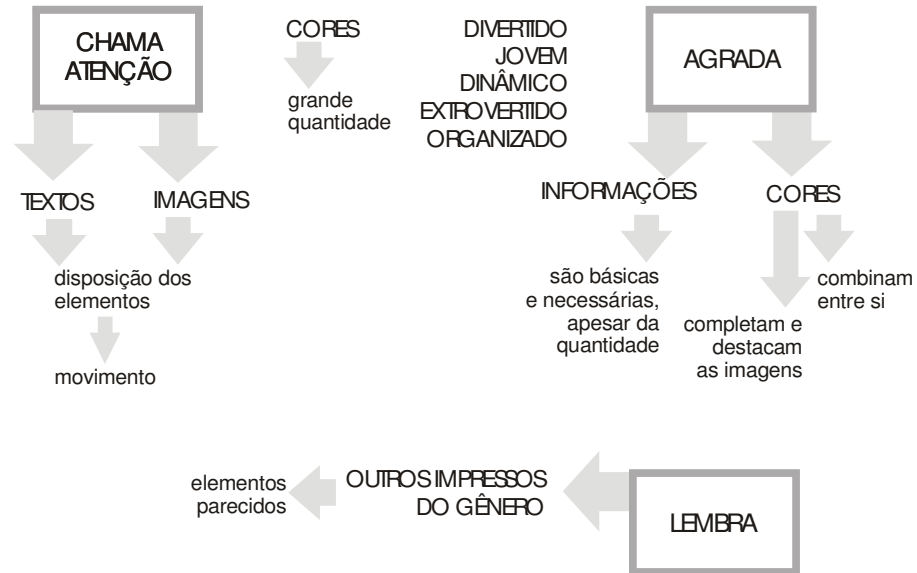 CHAMA
ATENÇÃO
TEXTOS
IMAGENS
disposição dos
elementos
movimento
CORES
grande
quantidade
DIVERTIDO
JOVEM
DINÂMICO
EXTROVERTIDO
ORGANIZADO
AGRADA
INFORMAÇÕES
são básicas
e necessárias,
apesar da
quantidade
CORES
completam e
destacam
as imagens
combinam
entre si
LEMBRA
OUTROS IMPRESSOS
DO GÊNERO
elementos
parecidos